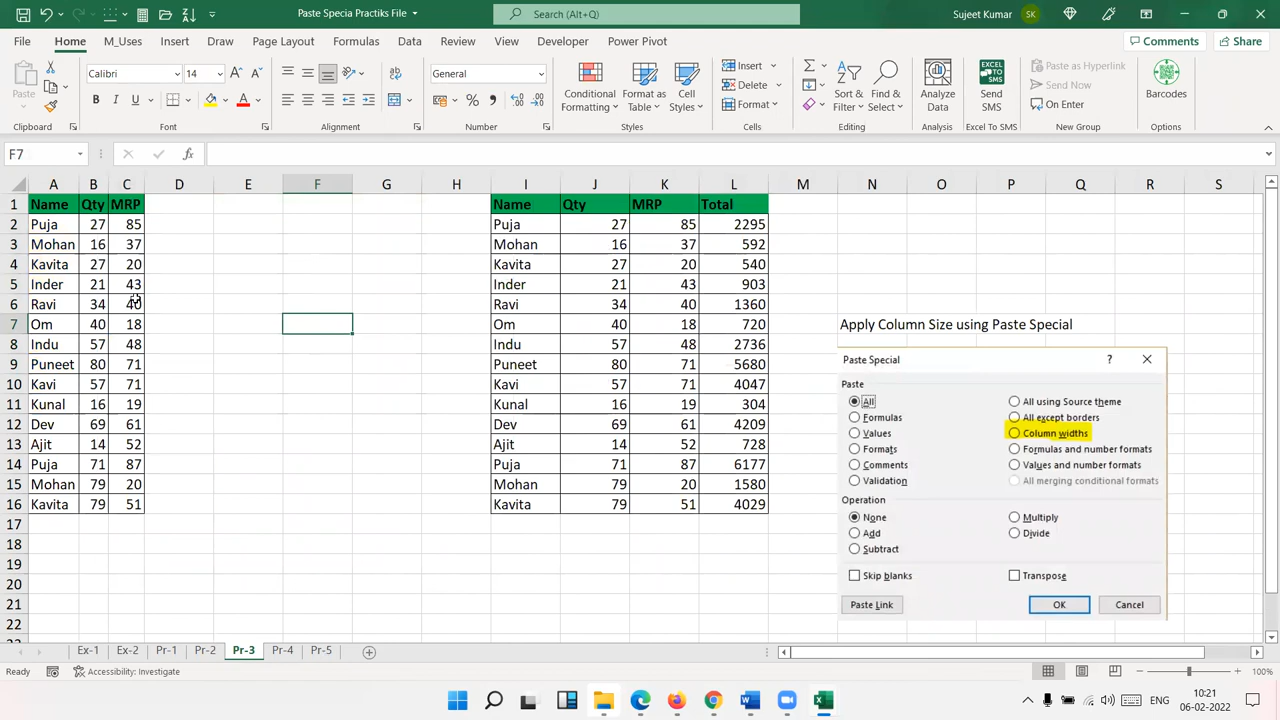 Paste Specia Practiks File
Search (Alt+Q)
Sujeet Kumar SK
File Home M_Uses Insert Draw Page Layout Formulas Data Review View Developer Power Pivot Comments Share
Paste
Calibri 14 A A
General
B I U A
Conditional Formatting
Format as Table
Cell Styles
Insert
Delete
Format
Sort & Filter
Find & Select
Analyze Data
Send SMS
Paste as Hyperlink
Send Now
On Enter
Barcodes
Clipboard Font Alignment Number Styles Cells Editing Analysis Excel To SMS New Group Options
F7 fx
A B C D E F G H I J K L M N O P Q R S
1 Name Qty MRP Name Qty MRP Total
2 Puja 27 85 Puja 27 85 2295
3 Mohan 16 37 Mohan 16 37 592
4 Kavita 27 20 Kavita 27 20 540
5 Inder 21 43 Inder 21 43 903
6 Ravi 34 40 Ravi 34 40 1360
7 Om 40 18 Om 40 18 720 Apply Column Size using Paste Special
8 Indu 57 48 Indu 57 48 2736
9 Puneet 80 71 Puneet 80 71 5680
10 Kavi 57 71 Kavi 57 71 4047
11 Kunal 16 19 Kunal 16 19 304
12 Dev 69 61 Dev 69 61 4209
13 Ajit 14 52 Ajit 14 52 728
14 Puja 71 87 Puja 71 87 6177
15 Mohan 79 20 Mohan 79 20 1580
16 Kavita 79 51 Kavita 79 51 4029
17
18
19
20
21
22
Paste Special ?
Paste
All All using Source theme
Formulas All except borders
Values Column widths
Formats Formulas and number formats
Comments Values and number formats
Validation All merging conditional formats
Operation
None Multiply
Add Divide
Subtract
Skip blanks Transpose
Paste Link OK Cancel
Ex-1 Ex-2 Pr-1 Pr-2 Pr-3 Pr-4 Pr-5
Ready Accessibility: Investigate 100%
ENG 10:21
06-02-2022